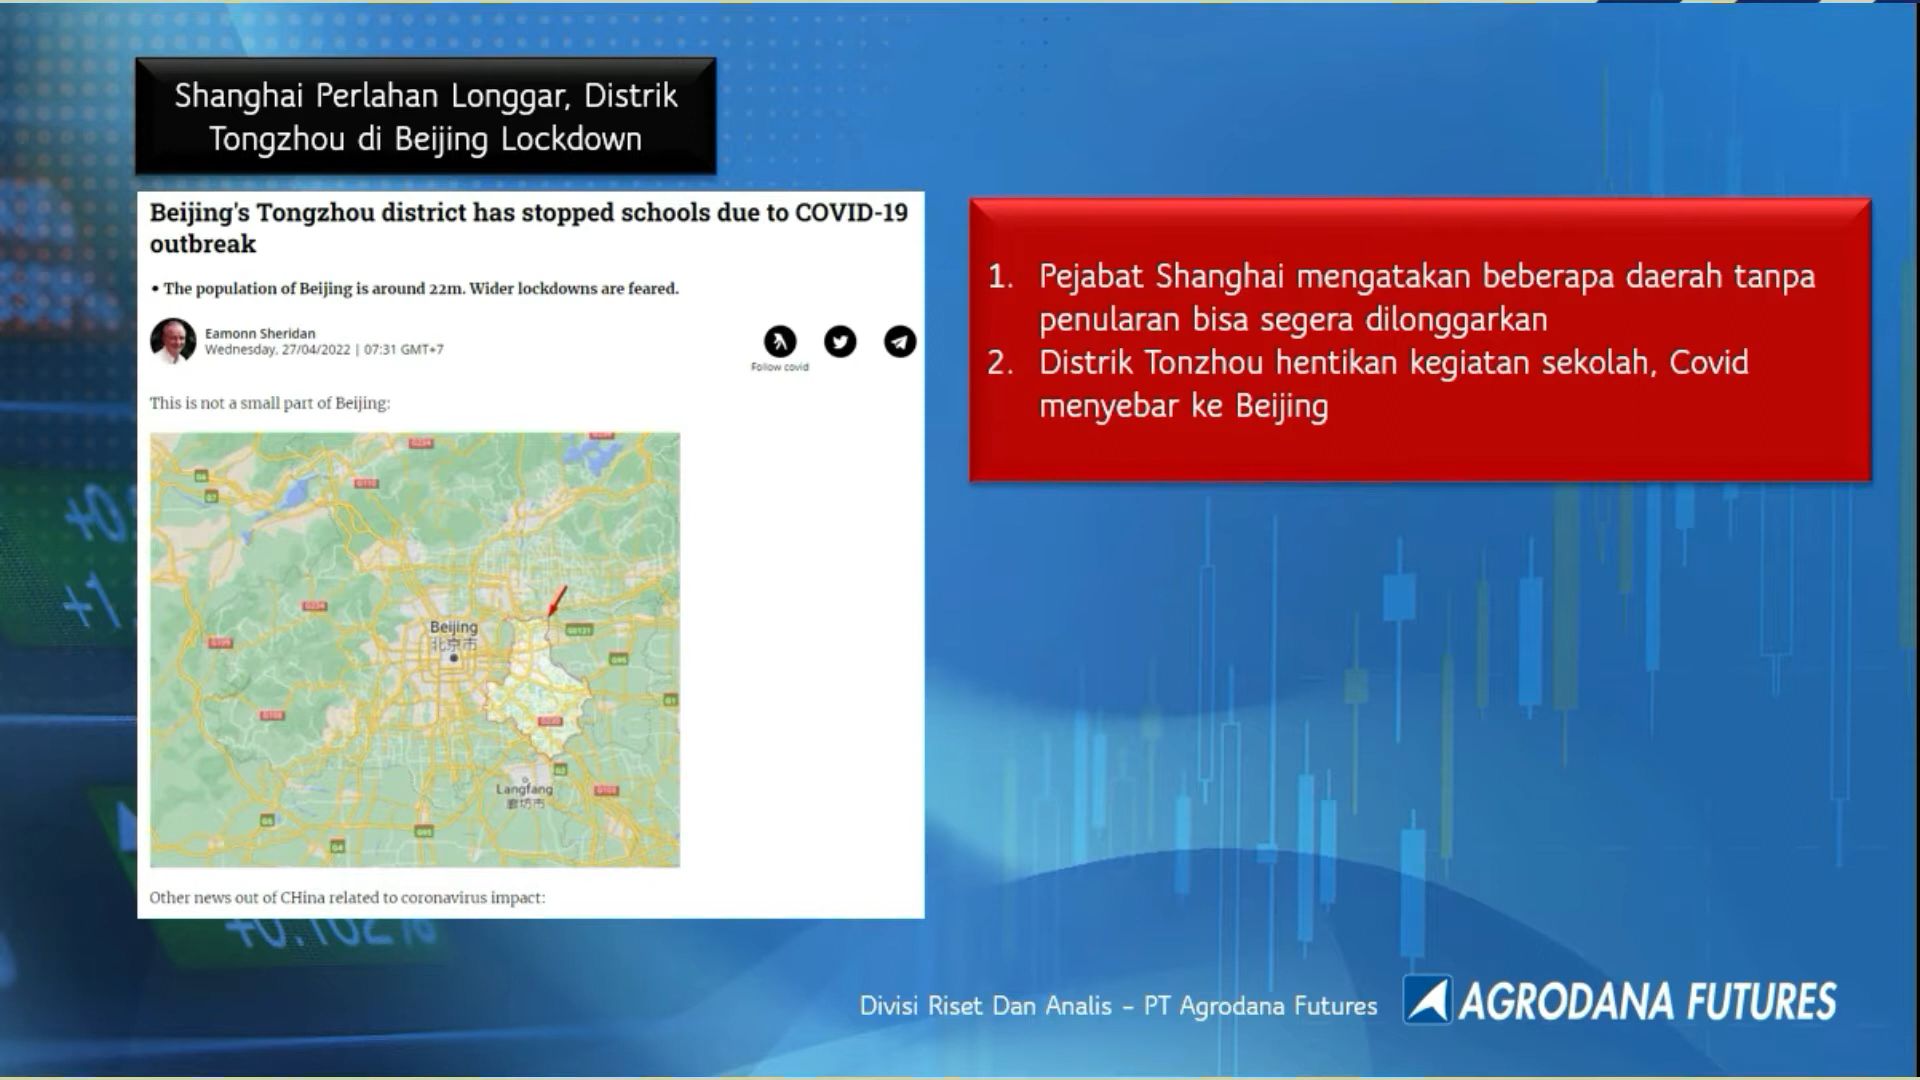 Shanghai Perlahan Longgar, Distrik
Tongzhou di Beijing Lockdown
Beijing's Tongzhou district has stopped schools due to COVID-19
outbreak
• The population of Beijing is around 22m. Wider lockdowns are feared.
Eamonn Sheridan
Wednesday, 27/04/2022 | 07:31 GMT+7
Follow covid
This is not a small part of Beijing:
Beijing
北京市
Langfang
廊坊市
Other news out of CHina related to coronavirus impact:
1. Pejabat Shanghai mengatakan beberapa daerah tanpa
penularan bisa segera dilonggarkan
2. Distrik Tonzhou hentikan kegiatan sekolah, Covid
menyebar ke Beijing
+0.102%
Divisi Riset Dan Analis – PT Agrodana Futures
AGRODANA FUTURES